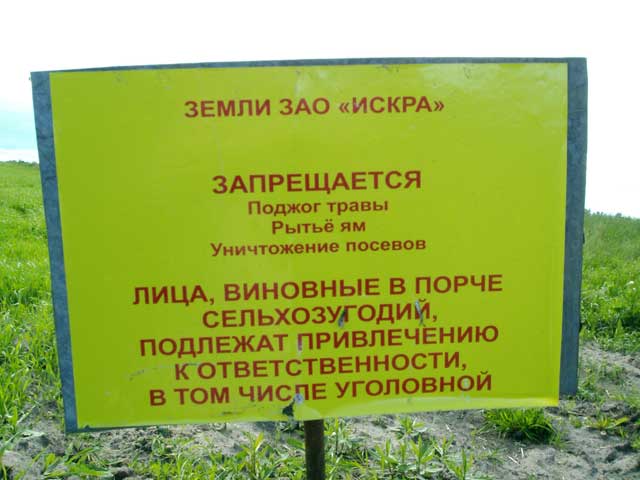 ЗЕМЛИ ЗАО «ИСКРА»
ЗАПРЕЩАЕТСЯ
Поджог травы
Рытьё ям
Уничтожение посевов
ЛИЦА, ВИНОВНЫЕ В ПОРЧЕ
СЕЛЬХОЗУГОДИЙ,
ПОДЛЕЖАТ ПРИВЛЕЧЕНИЮ
К ОТВЕТСТВЕННОСТИ,
В ТОМ ЧИСЛЕ УГОЛОВНОЙ